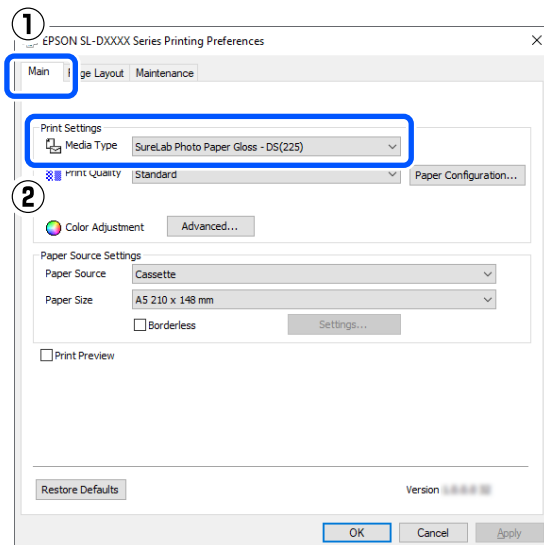 1
EPSON SL-DXXXX Series Printing Preferences
Main Page Layout Maintenance
Print Settings
Media Type SureLab Photo Paper Gloss - DS(225)
Print Quality Standard Paper Configuration...
2
Color Adjustment Advanced...
Paper Source Settings
Paper Source Cassette
Paper Size A5 210 x 148 mm
Borderless Settings...
Print Preview
Restore Defaults Version
OK Cancel Apply